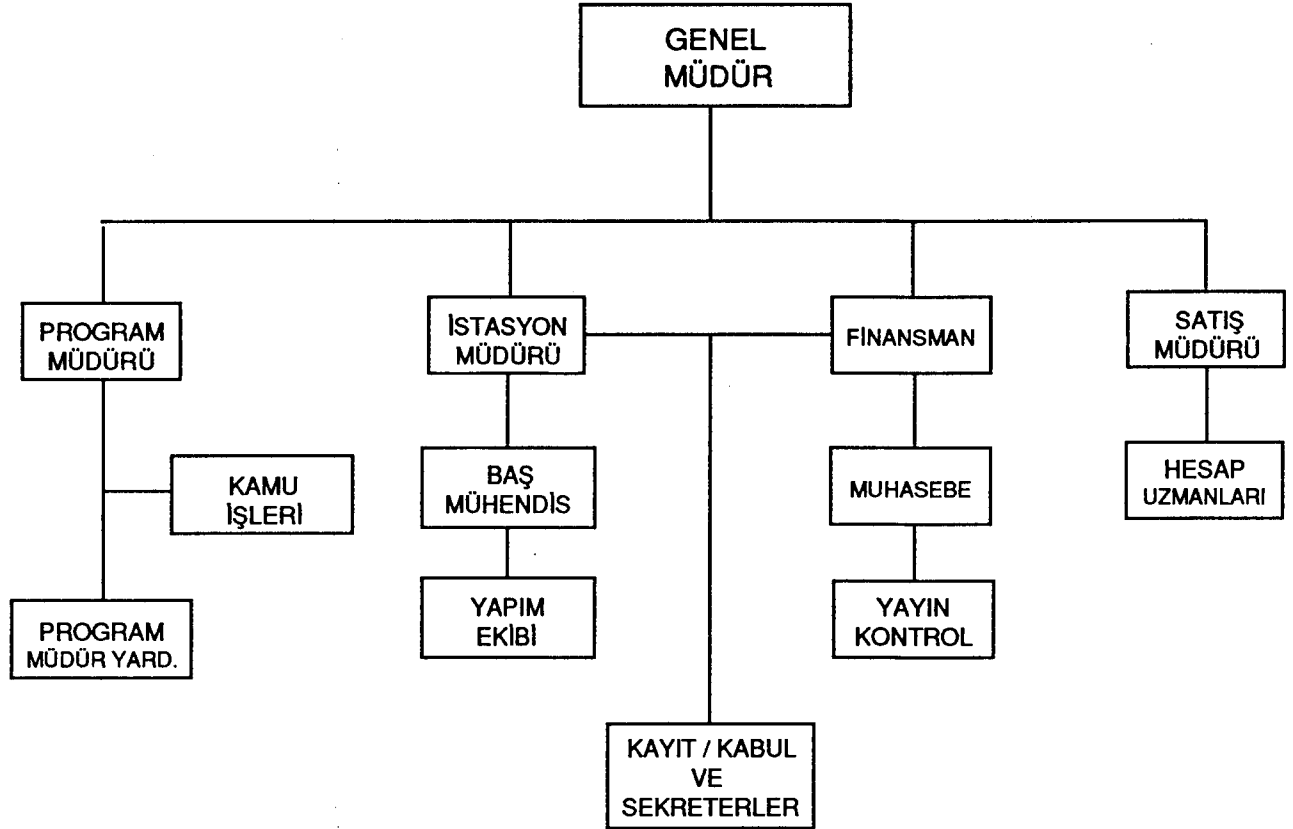 GENEL
MÜDÜR
PROGRAM
MÜDÜRÜ
İSTASYON
MÜDÜRÜ
FİNANSMAN
SATIŞ
MÜDÜRÜ
KAMU
İŞLERİ
BAŞ
MÜHENDİS
MUHASEBE
HESAP
UZMANLARI
PROGRAM
MÜDÜR YARD.
YAPIM
EKİBİ
YAYIN
KONTROL
KAYIT / KABUL
VE
SEKRETERLER